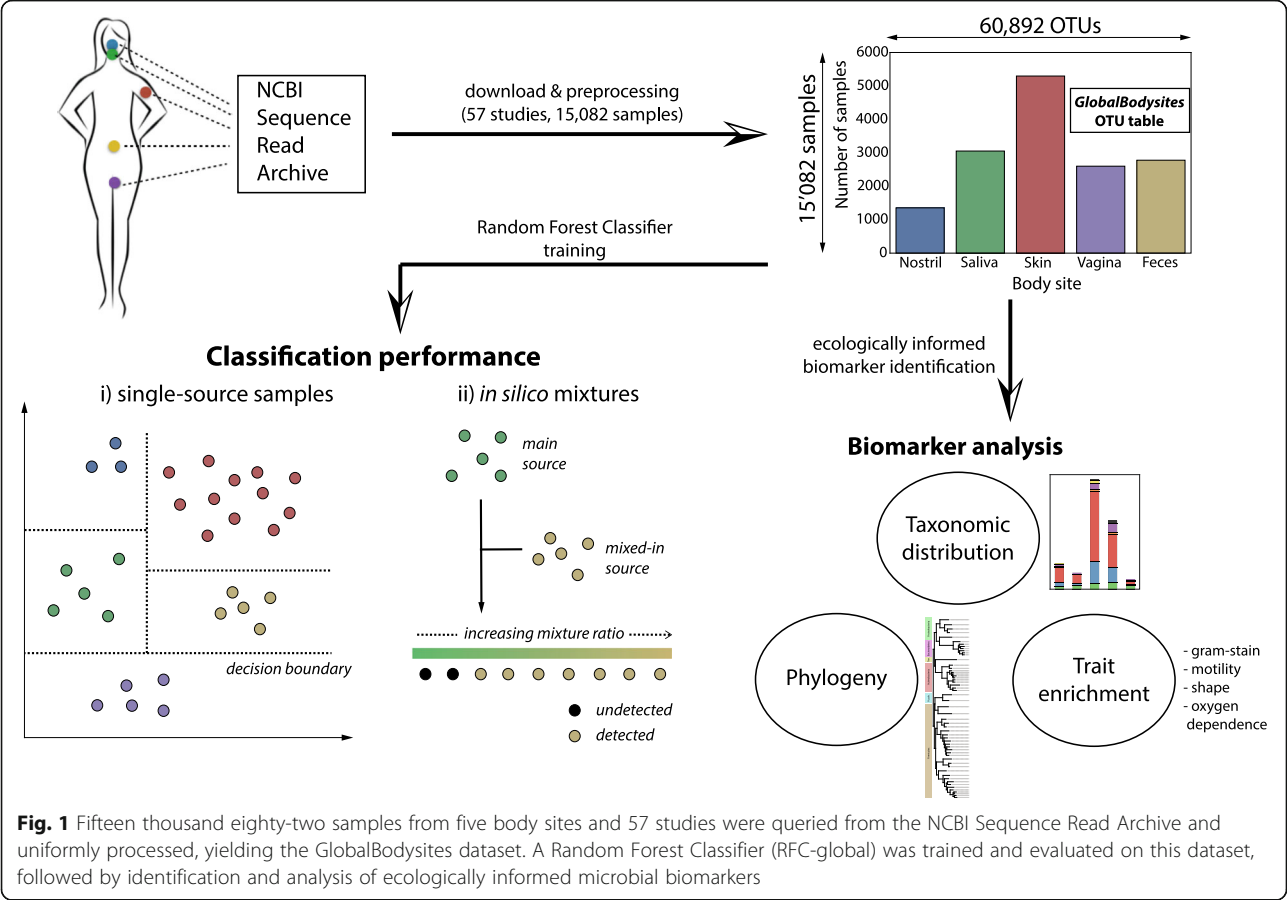 NCBI
Sequence
Read
Archive
download & preprocessing
(57 studies, 15,082 samples)
60,892 OTUs
15'082 samples
Number of samples
6000
5000
4000
3000
2000
1000
0
GlobalBodysites
OTU table
Nostril Saliva Skin Vagina Feces
Body site
Random Forest Classifier
training
ecologically informed
biomarker identification
Classification performance
i) single-source samples
decision boundary
ii) in silico mixtures
main
source
mixed-in
source
increasing mixture ratio
undetected
detected
Biomarker analysis
Taxonomic
distribution
Phylogeny
Trait
enrichment
- gram-stain
- motility
- shape
- oxygen
dependence
Fig. 1 Fifteen thousand eighty-two samples from five body sites and 57 studies were queried from the NCBI Sequence Read Archive and
uniformly processed, yielding the GlobalBodysites dataset. A Random Forest Classifier (RFC-global) was trained and evaluated on this dataset,
followed by identification and analysis of ecologically informed microbial biomarkers